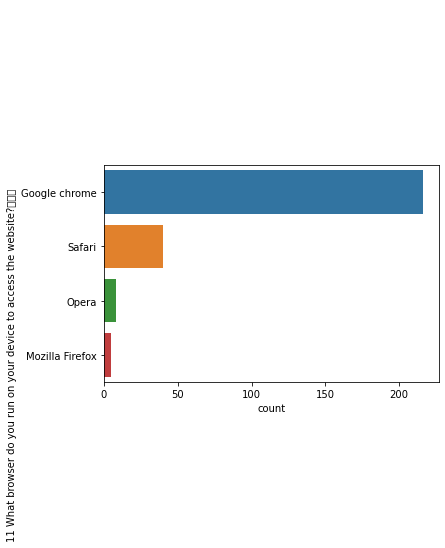 11 What browser do you run on your device to access the website?
Google chrome
Safari
Opera
Mozilla Firefox
0
50
100
150
200
count